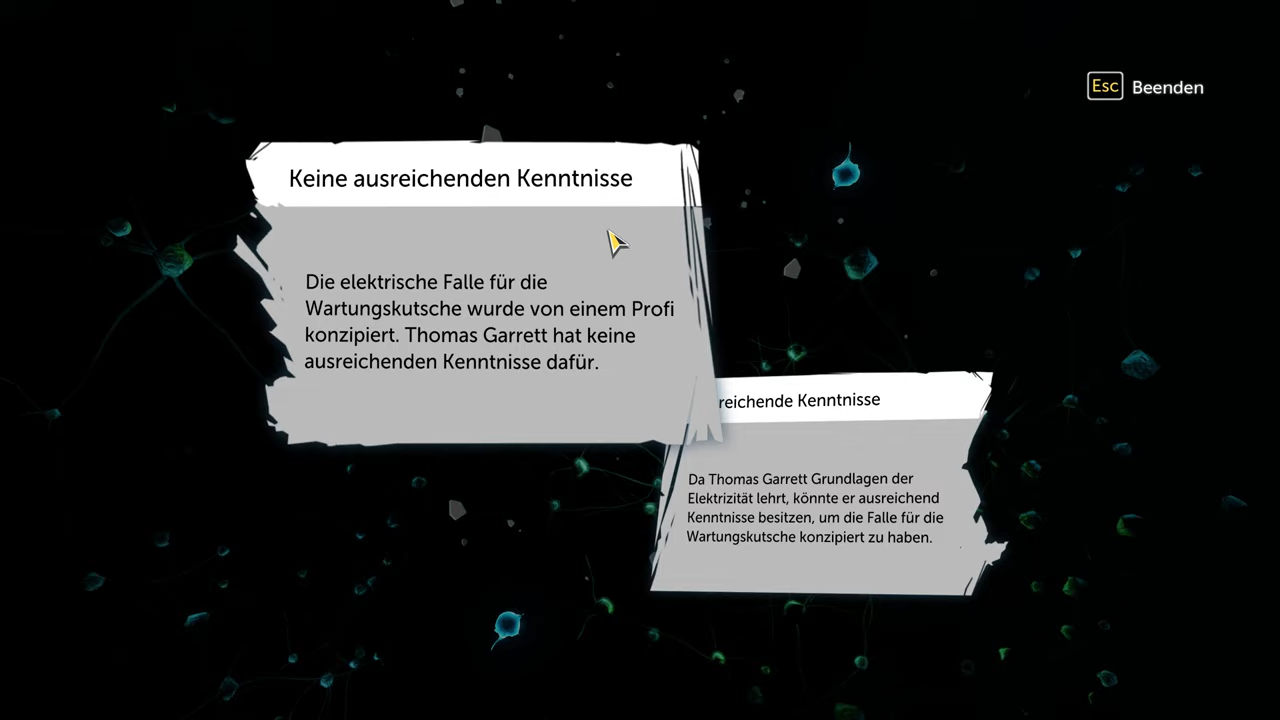 Esc Beenden
Keine ausreichenden Kenntnisse
Die elektrische Falle für die
Wartungskutsche wurde von einem Profi
konzipiert. Thomas Garrett hat keine
ausreichenden Kenntnisse dafür.
reichende Kenntnisse
Da Thomas Garrett Grundlagen der
Elektrizität lehrt, könnte er ausreichend
Kenntnisse besitzen, um die Falle für die
Wartungskutsche konzipiert zu haben.